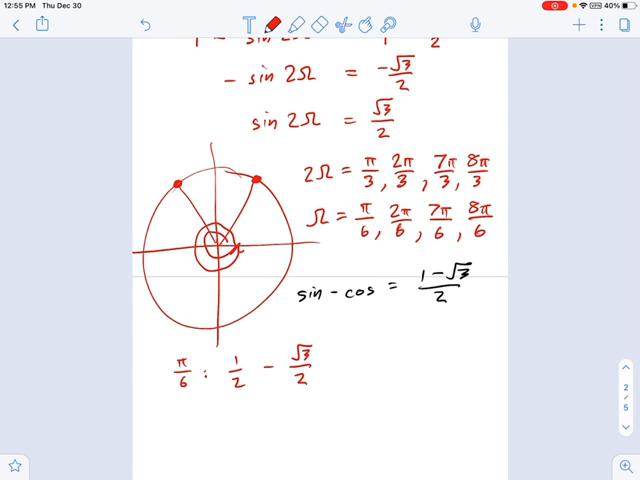 12:55 PM Thu Dec 30 40%
- sin 2Ω = -√3/2
sin 2Ω = √3/2
2Ω = π/3, 2π/3, 7π/3, 8π/3
Ω = π/6, 2π/6, 7π/6, 8π/6
sin - cos = 1-√3/2
π/6 : 1/2 - √3/2
2/5